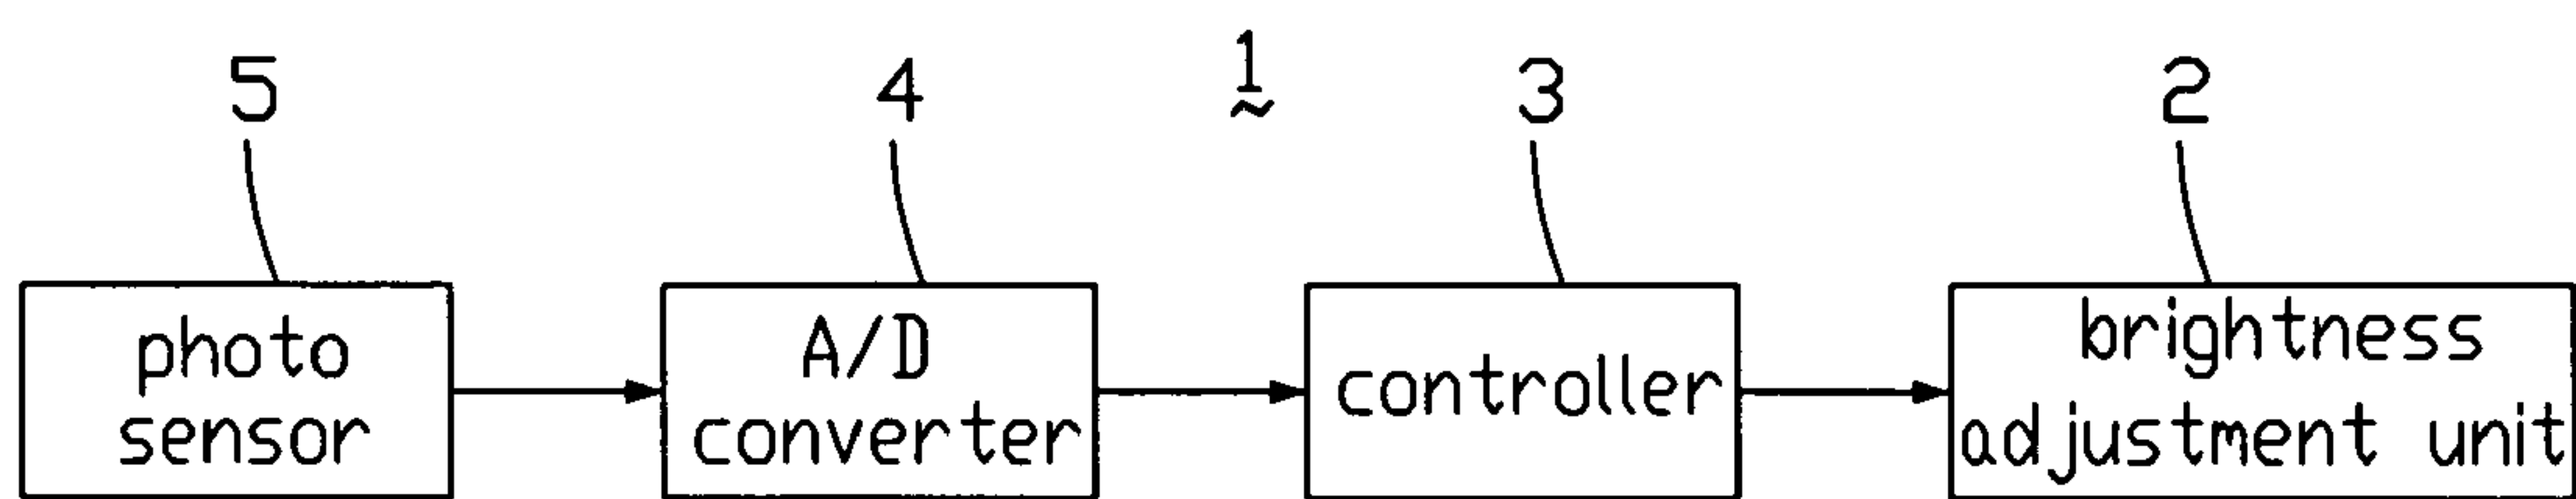 5
4
1
3
2
photo
sensor
A/D
converter
controller
brightness
adjustment unit